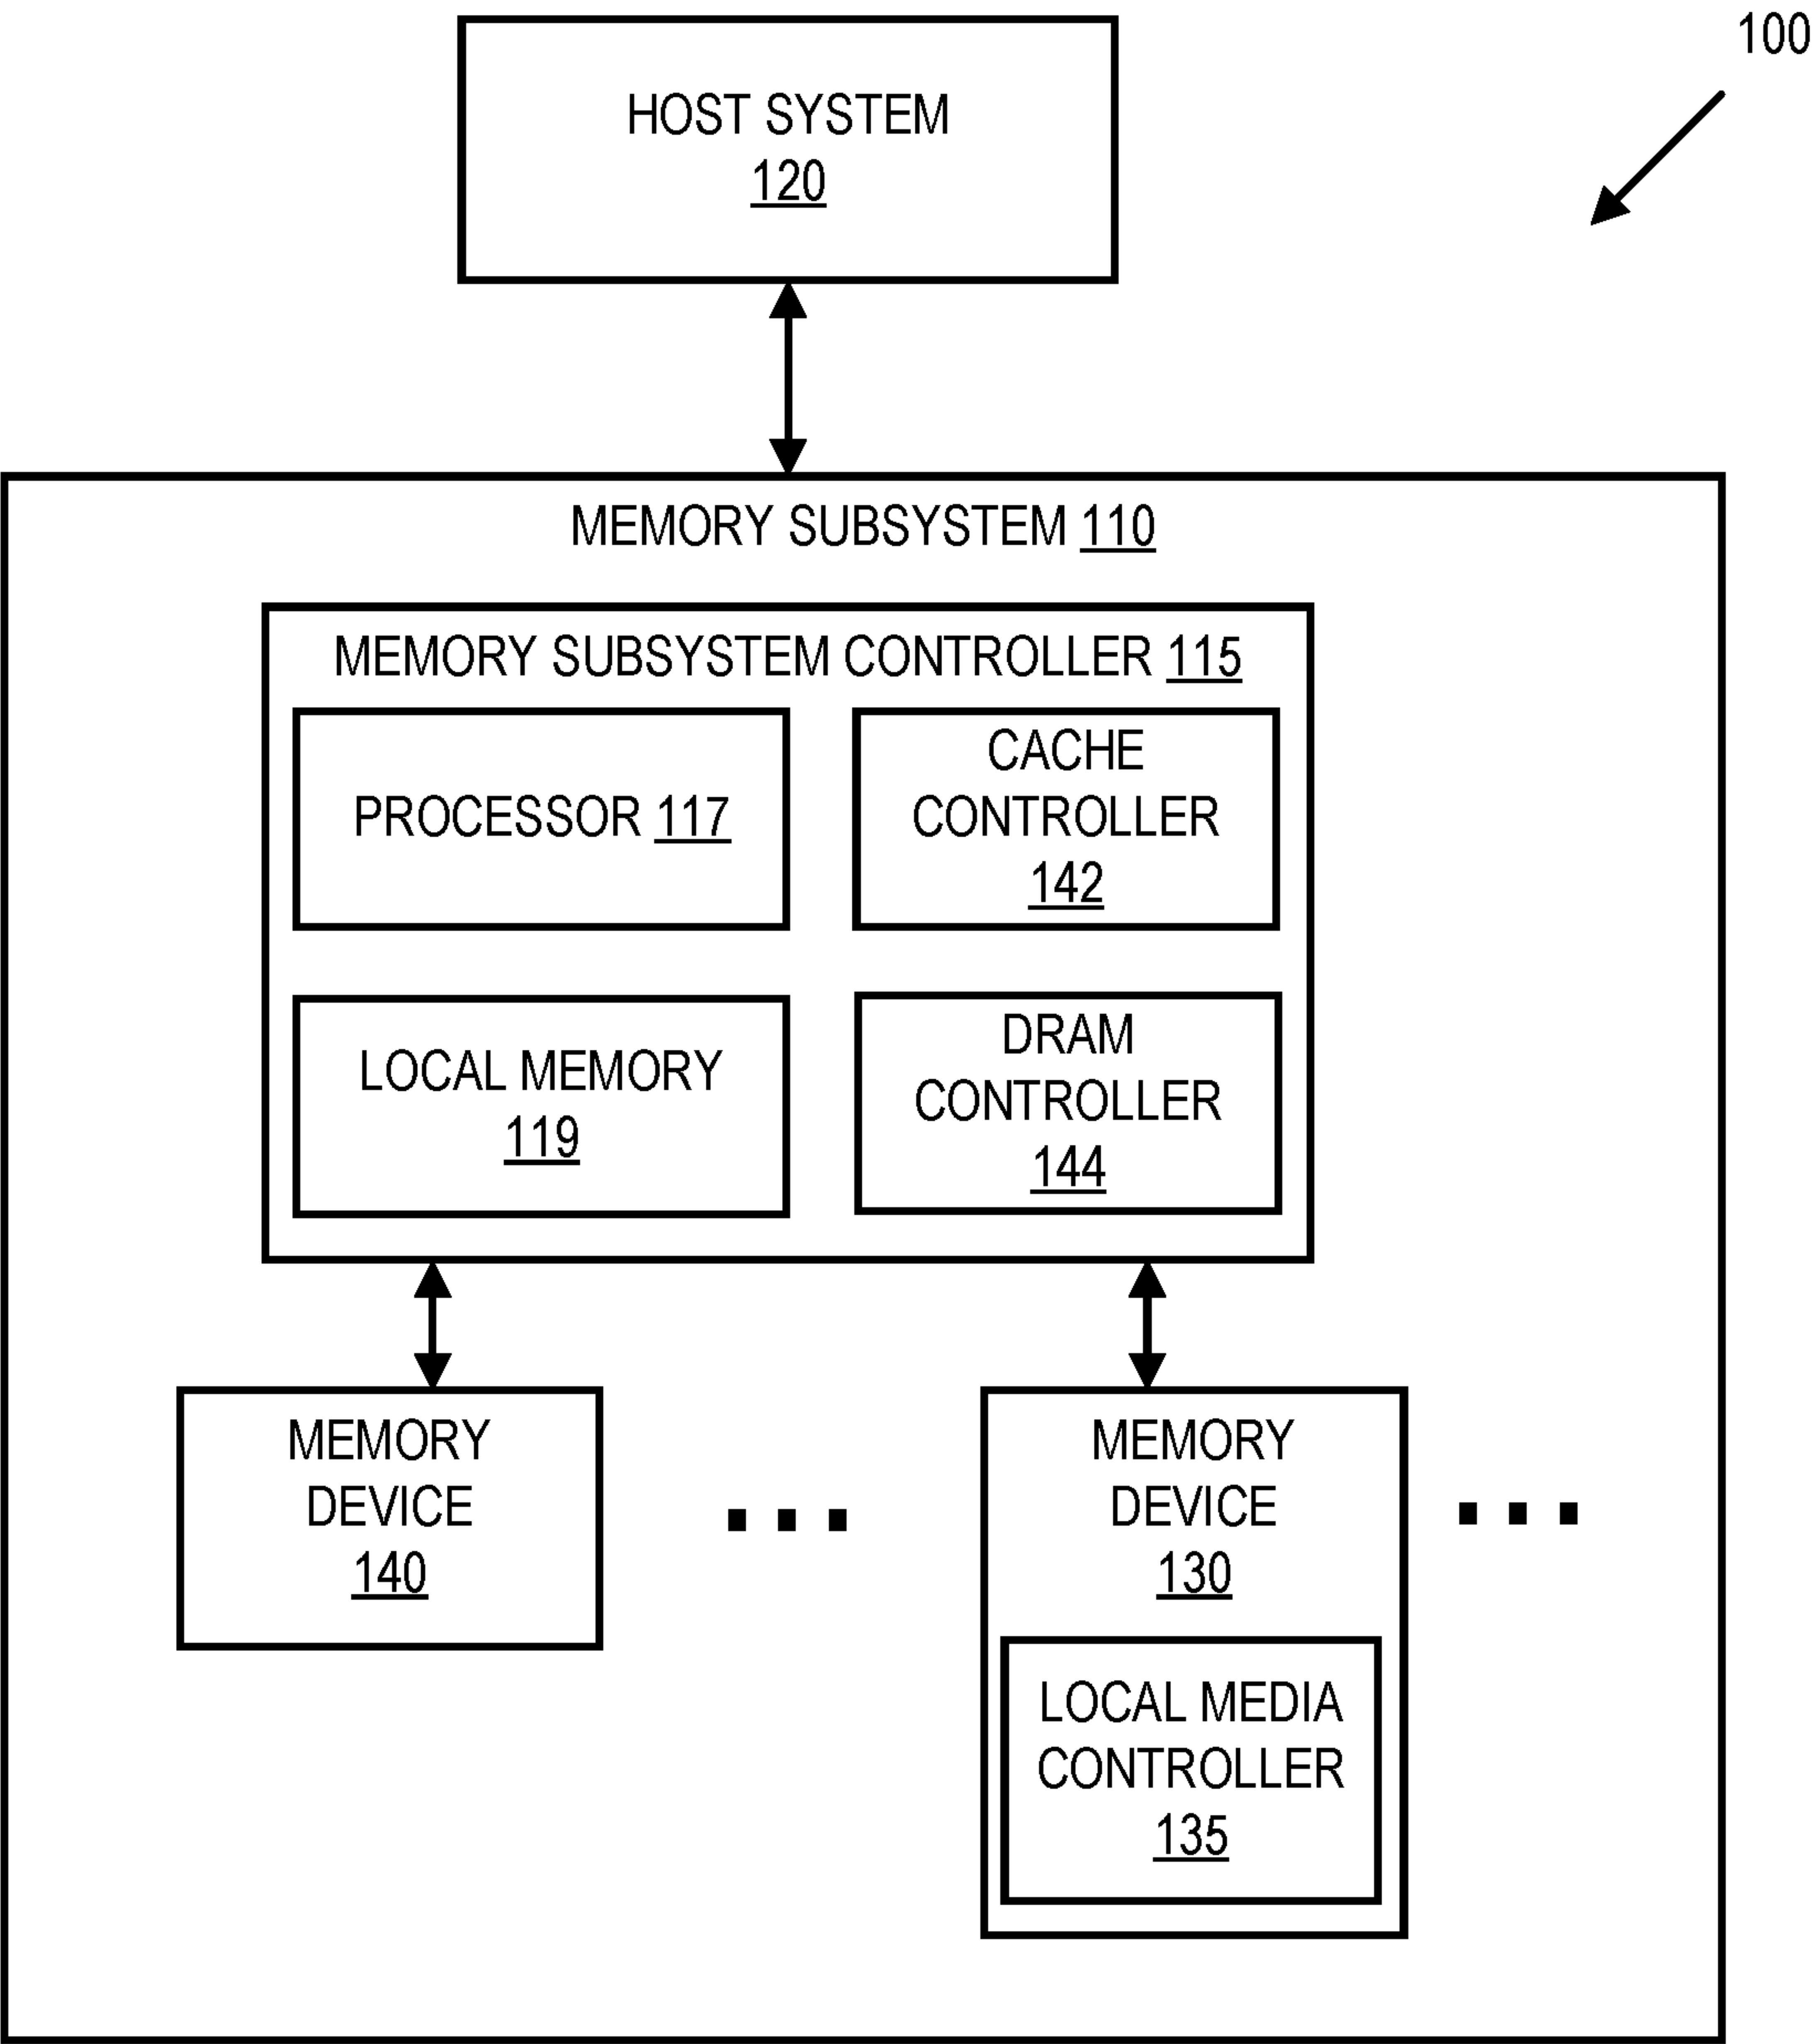 100
HOST SYSTEM
120
MEMORY SUBSYSTEM 110
MEMORY SUBSYSTEM CONTROLLER 115
PROCESSOR 117
CACHE
CONTROLLER
142
LOCAL MEMORY
119
DRAM
CONTROLLER
144
MEMORY
DEVICE
140
MEMORY
DEVICE
130
LOCAL MEDIA
CONTROLLER
135